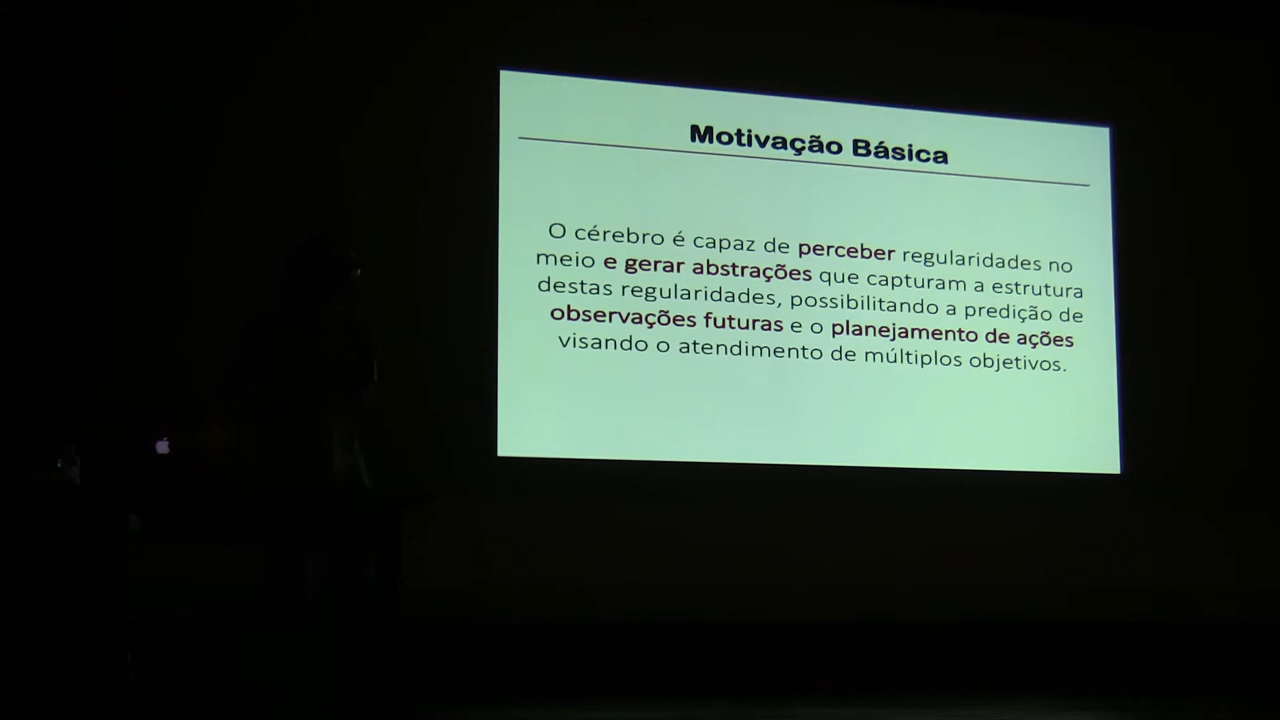 Motivação Básica
O cérebro é capaz de perceber regularidades no
meio e gerar abstrações que capturam a estrutura
destas regularidades, possibilitando a predição de
observações futuras e o planejamento de ações
visando o atendimento de múltiplos objetivos.